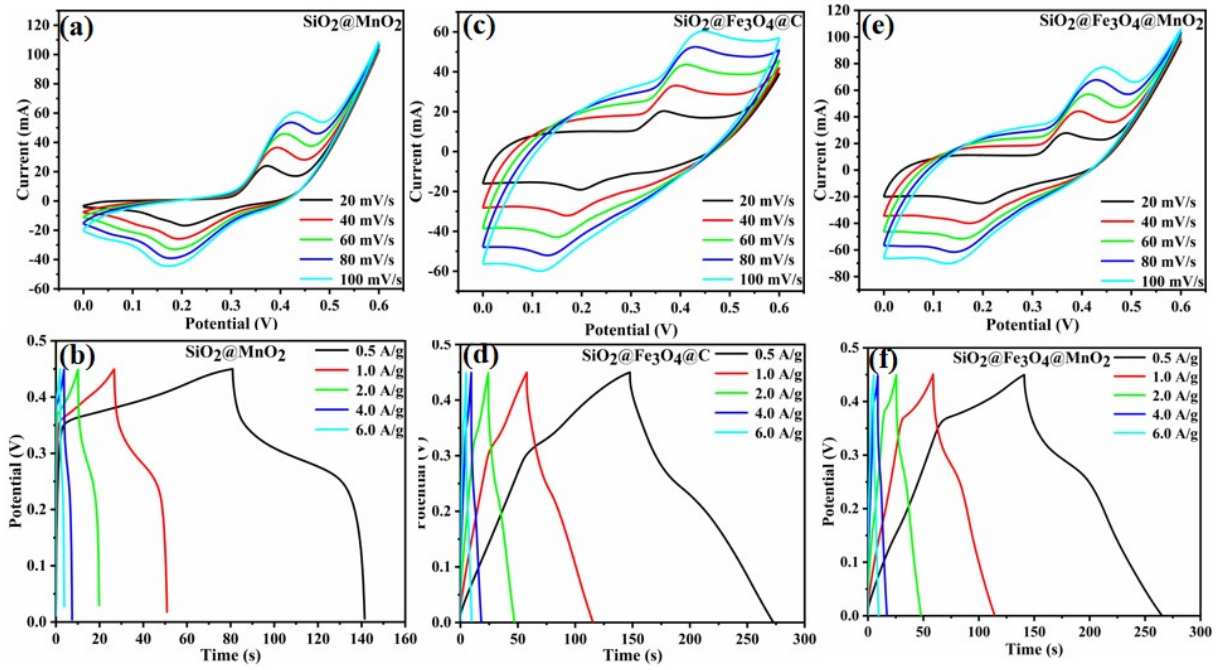 (a)
SiO2@MnO2
120
100
80
60
40
20
0
-20
-40
-60
Current (mA)
20 mV/s
40 mV/s
60 mV/s
80 mV/s
100 mV/s
0.0 0.1 0.2 0.3 0.4 0.5 0.6
Potential (V)
(c)
SiO2@Fe3O4@C
60
40
20
0
-20
-40
-60
Current (mA)
20 mV/s
40 mV/s
60 mV/s
80 mV/s
100 mV/s
0.0 0.1 0.2 0.3 0.4 0.5 0.6
Potential (V)
(e)
SiO2@Fe3O4@MnO2
120
100
80
60
40
20
0
-20
-40
-60
-80
Current (mA)
20 mV/s
40 mV/s
60 mV/s
80 mV/s
100 mV/s
0.0 0.1 0.2 0.3 0.4 0.5 0.6
Potential (V)
(b)
SiO2@MnO2
0.5
0.4
0.3
0.2
0.1
0.0
Potential (V)
0.5 A/g
1.0 A/g
2.0 A/g
4.0 A/g
6.0 A/g
0 20 40 60 80 100 120 140 160
Time (s)
(d)
SiO2@Fe3O4@C
0.5
0.4
0.3
0.2
0.1
0.0
Potential (V)
0.5 A/g
1.0 A/g
2.0 A/g
4.0 A/g
6.0 A/g
0 50 100 150 200 250 300
Time (s)
(f)
SiO2@Fe3O4@MnO2
0.5
0.4
0.3
0.2
0.1
0.0
Potential (V)
0.5 A/g
1.0 A/g
2.0 A/g
4.0 A/g
6.0 A/g
0 50 100 150 200 250 300
Time (s)